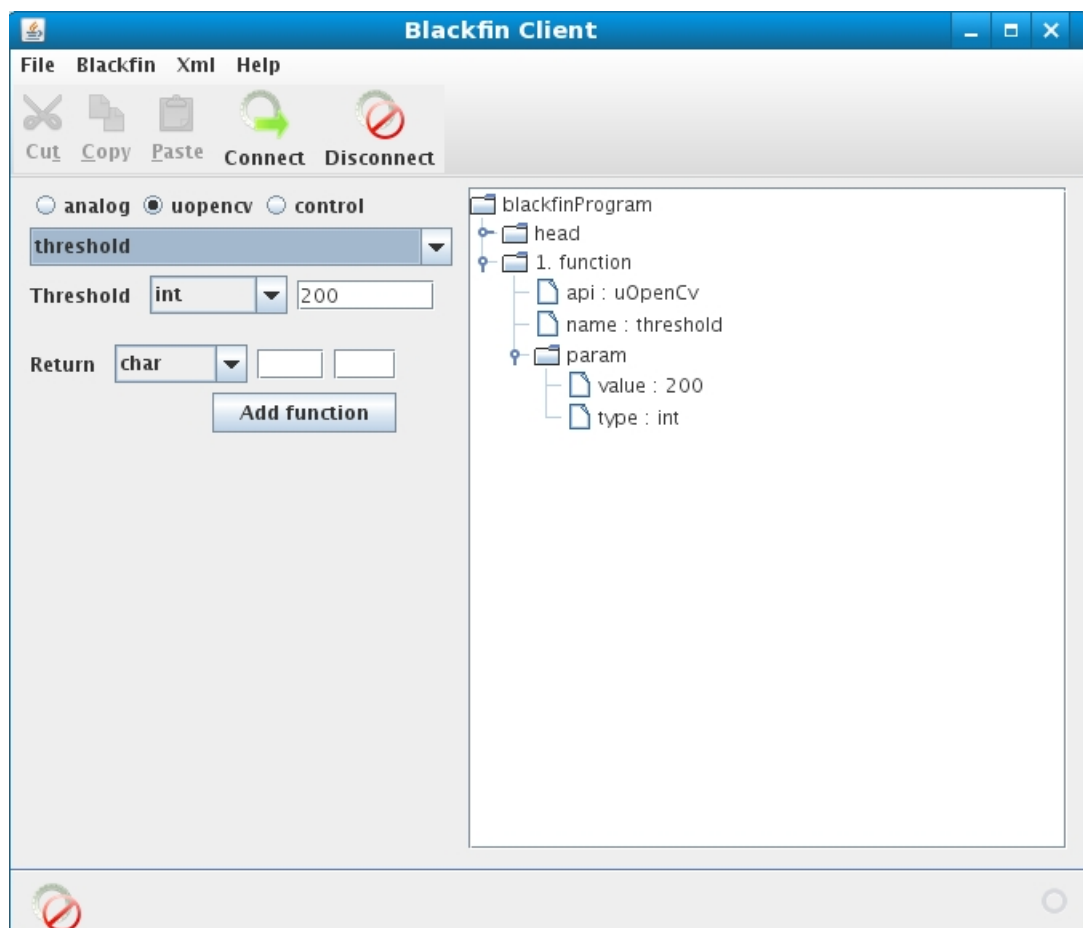 Blackfin Client
File Blackfin Xml Help
Cut Copy Paste Connect Disconnect
analog uopencv control
threshold
Threshold int 200
Return char
Add function
blackfinProgram
head
1. function
api : uOpenCv
name : threshold
param
value : 200
type : int